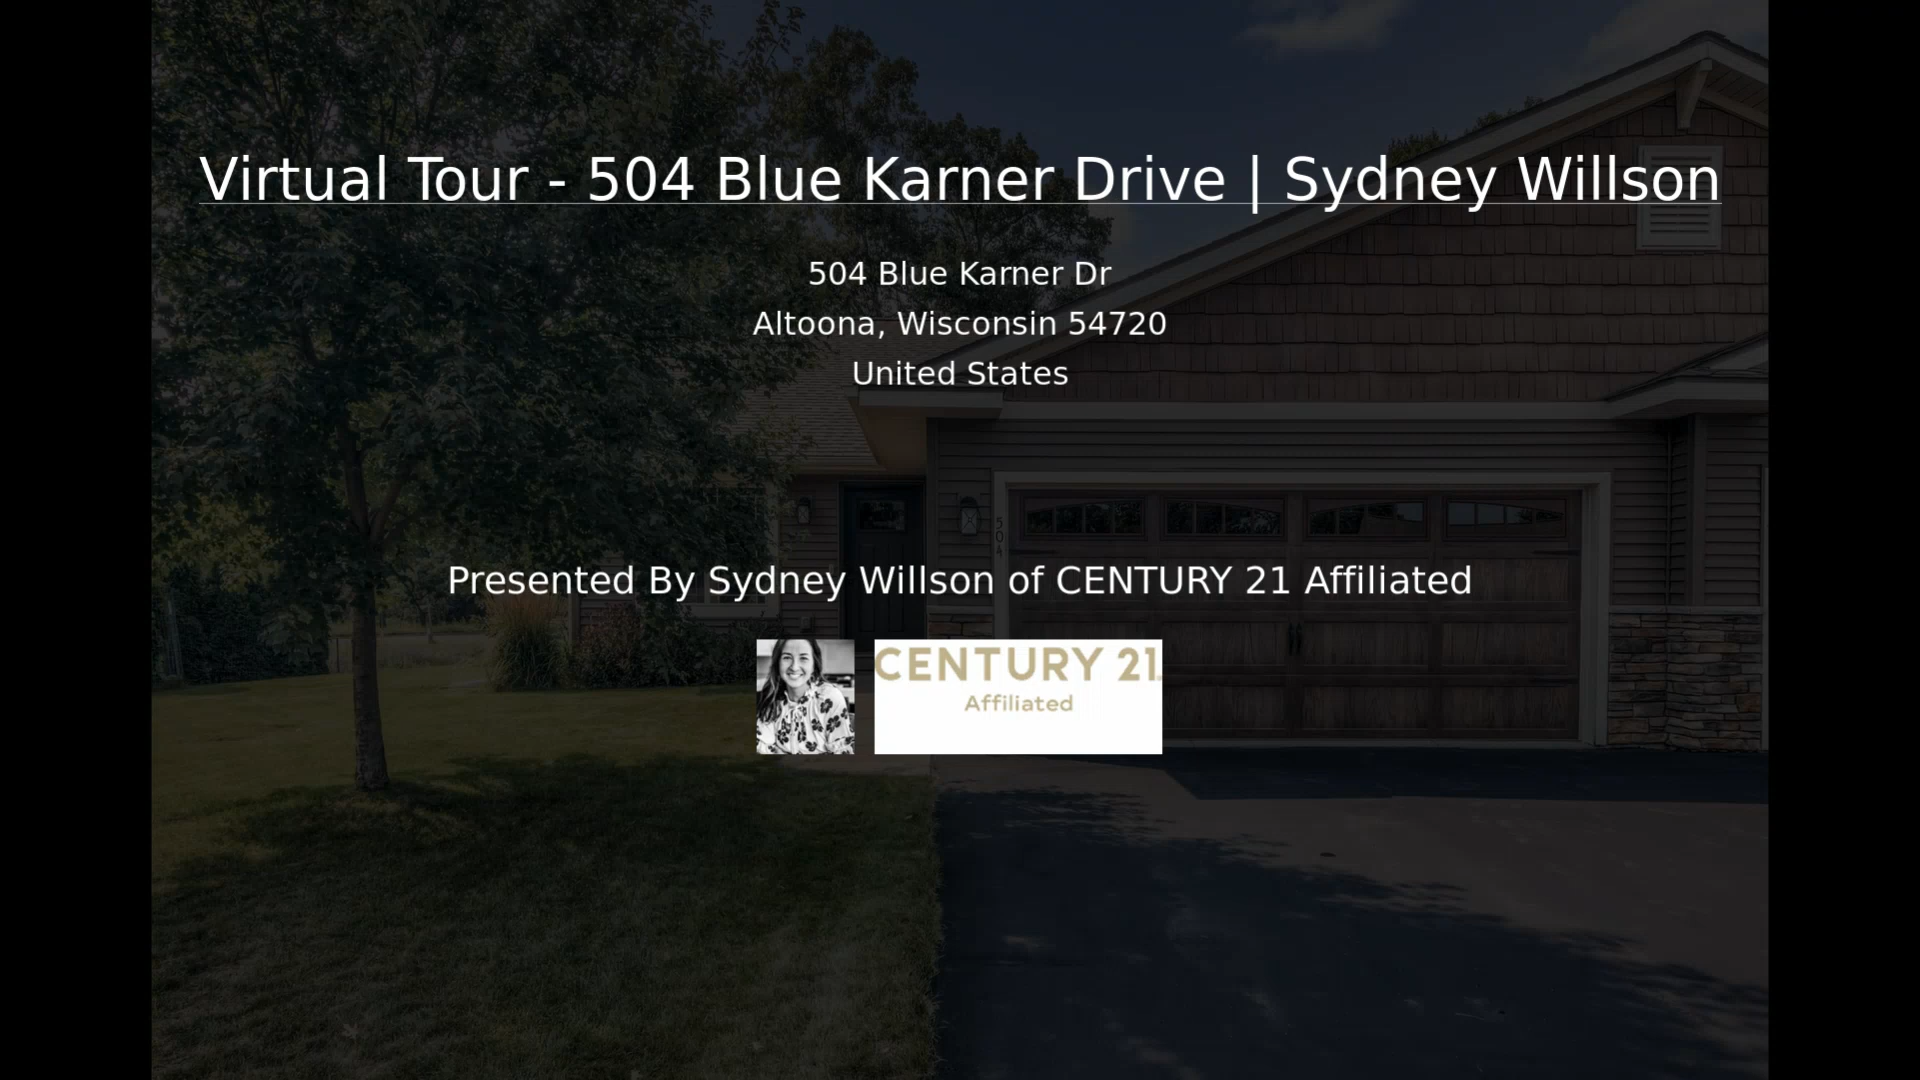 Virtual Tour - 504 Blue Karner Drive | Sydney Willson
504 Blue Karner Dr
Altoona, Wisconsin 54720
United States
504
Presented By Sydney Willson of CENTURY 21 Affiliated
CENTURY 21
Affiliated